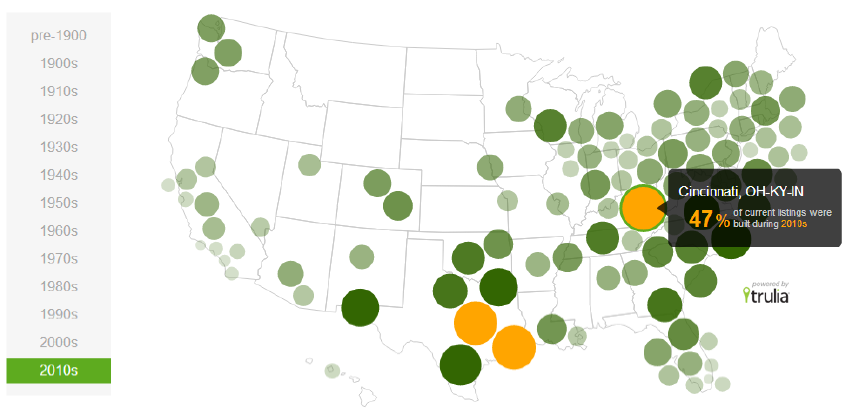 pre-1900
1900s
1910s
1920s
1930s
1940s
1950s
1960s
1970s
1980s
1990s
2000s
2010s
Cincinnati, OH-KY-IN
47% of current listings were
built during 2010s
powered by
trulia